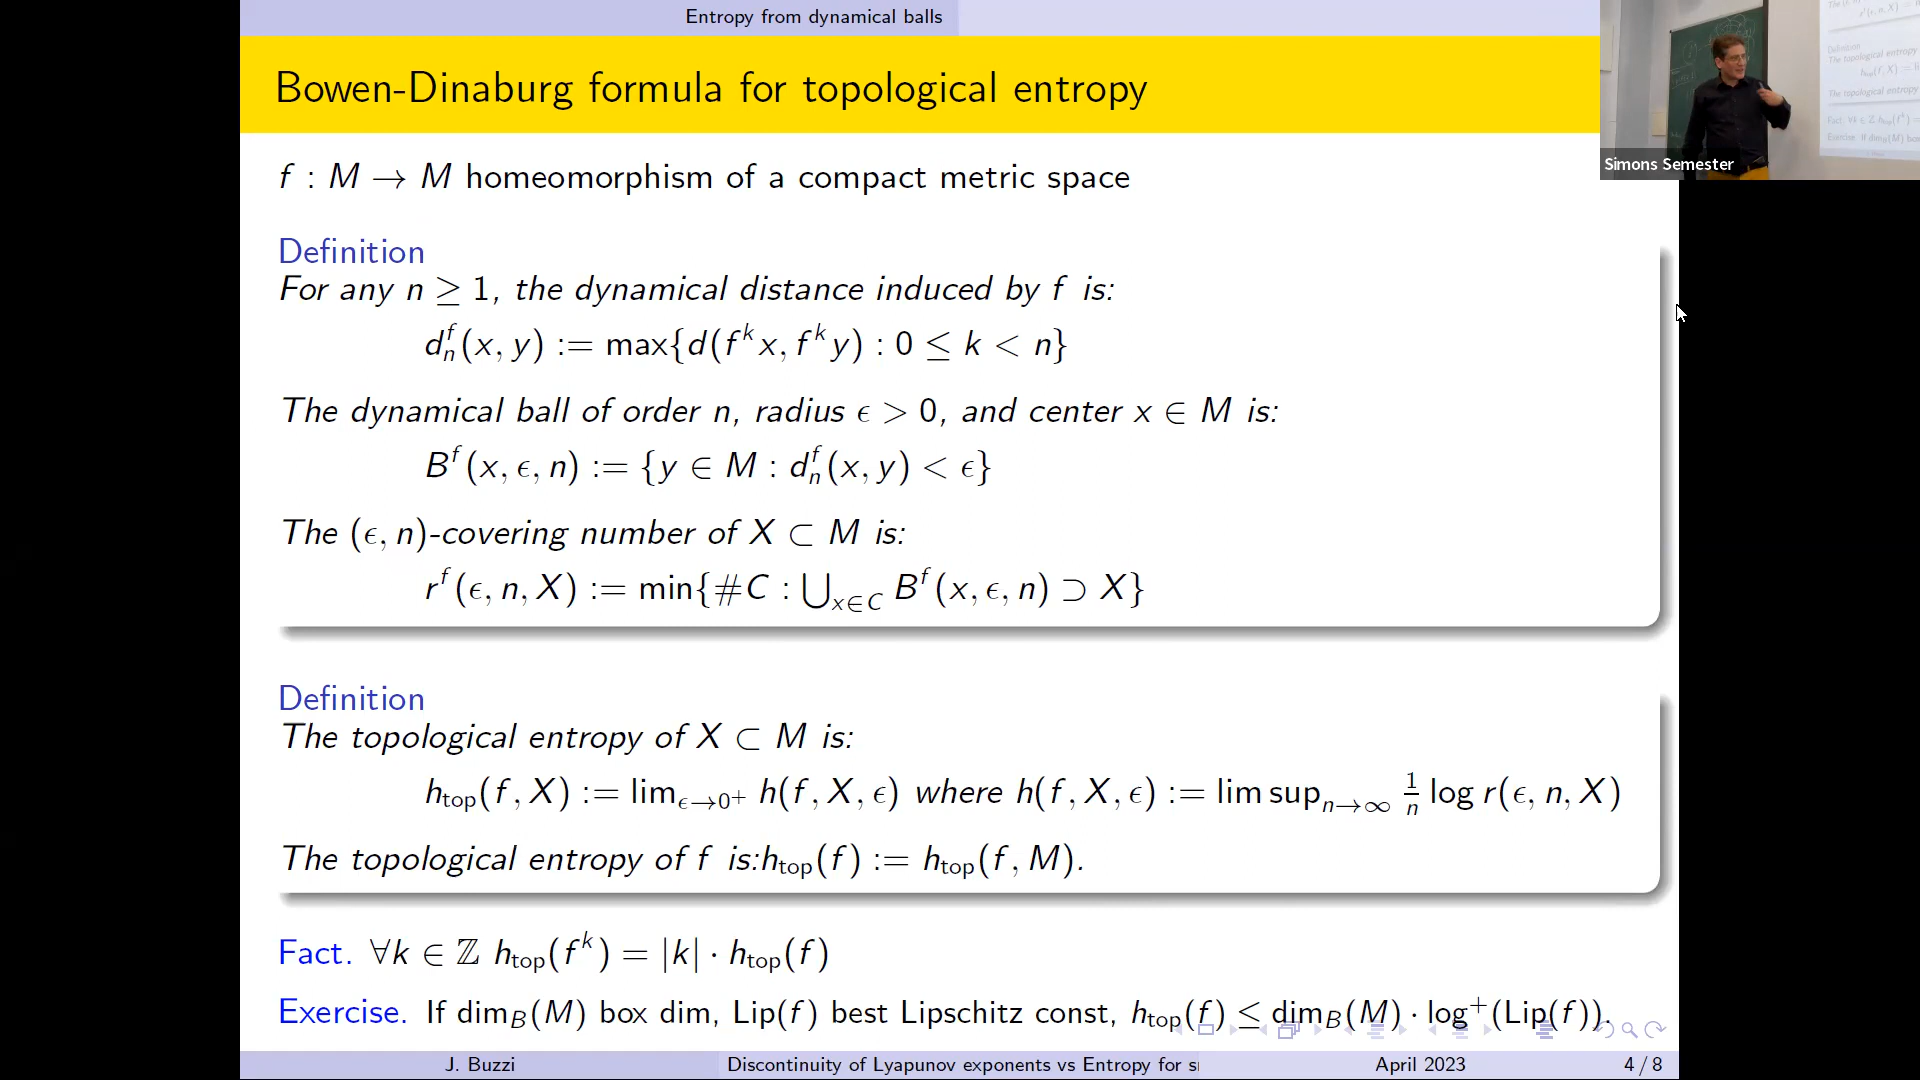 Entropy from dynamical balls
Bowen-Dinaburg formula for topological entropy
f : M → M homeomorphism of a compact metric space
Definition
For any n ≥ 1, the dynamical distance induced by f is:
d_n^f(x, y) := max{d(f^k x, f^k y) : 0 ≤ k < n}
The dynamical ball of order n, radius ϵ > 0, and center x ∈ M is:
B^f(x, ϵ, n) := {y ∈ M : d_n^f(x, y) < ϵ}
The (ϵ, n)-covering number of X ⊂ M is:
r^f(ϵ, n, X) := min{#C : ⋃_{x∈C} B^f(x, ϵ, n) ⊃ X}
Definition
The topological entropy of X ⊂ M is:
h_top(f, X) := lim_{ϵ→0^+} h(f, X, ϵ) where h(f, X, ϵ) := lim sup_{n→∞} 1/n log r(ϵ, n, X)
The topological entropy of f is:h_top(f) := h_top(f, M).
Fact. ∀k ∈ ℤ h_top(f^k) = |k| · h_top(f)
Exercise. If dim_B(M) box dim, Lip(f) best Lipschitz const, h_top(f) ≤ dim_B(M) · log^+(Lip(f)).
J. Buzzi
Discontinuity of Lyapunov exponents vs Entropy for
April 2023
4 / 8
Simons Semester